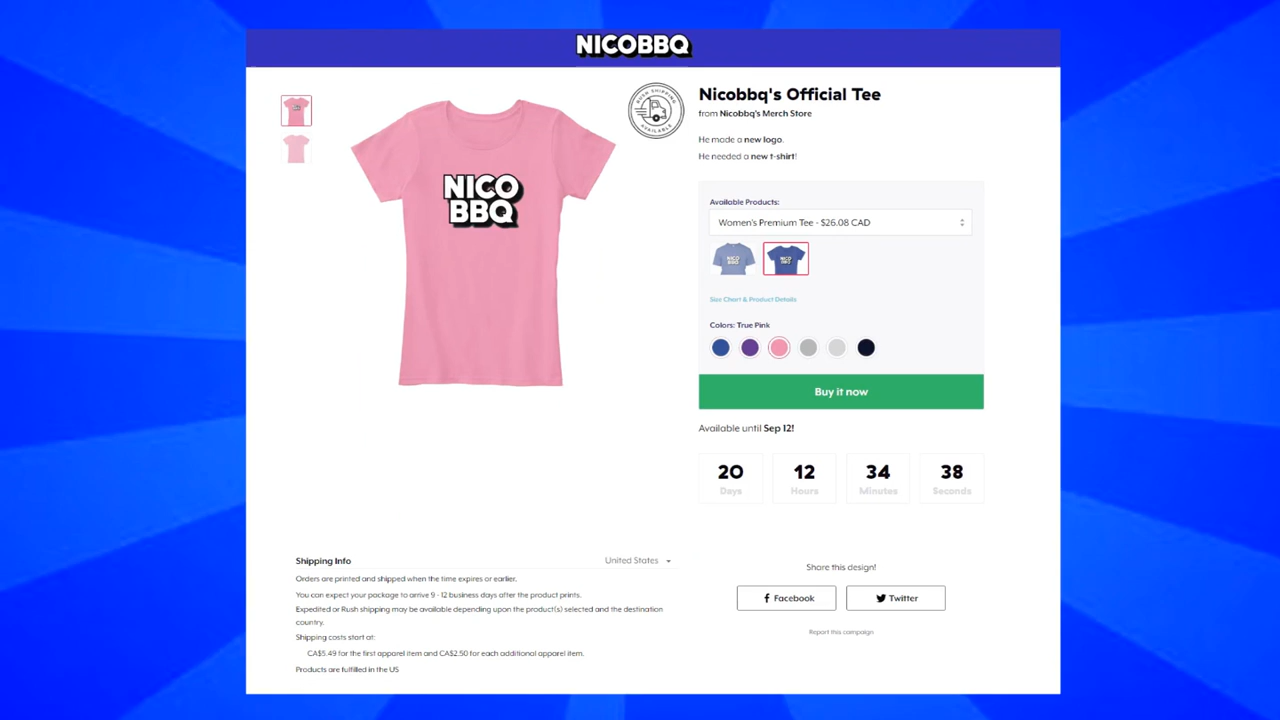 NICOBBQ
NICO
BBQ
RUSH SHIPPING
AVAILABLE
Nicobbq's Official Tee
from Nicobbq's Merch Store
He made a new logo.
He needed a new t-shirt!
Available Products:
Women's Premium Tee - $26.08 CAD
NICO
BBQ
NICO
BBQ
Size Chart & Product Details
Colors: True Pink
Buy it now
Available until Sep 12!
20 12 34 38
Days Hours Minutes Seconds
Shipping Info United States
Orders are printed and shipped when the time expires or earlier.
You can expect your package to arrive 9 - 12 business days after the product prints.
Expedited or Rush shipping may be available depending upon the product(s) selected and the destination
country.
Shipping costs start at:
CA$5.49 for the first apparel item and CA$2.50 for each additional apparel item.
Products are fulfilled in the US
Share this design!
Facebook Twitter
Report this campaign